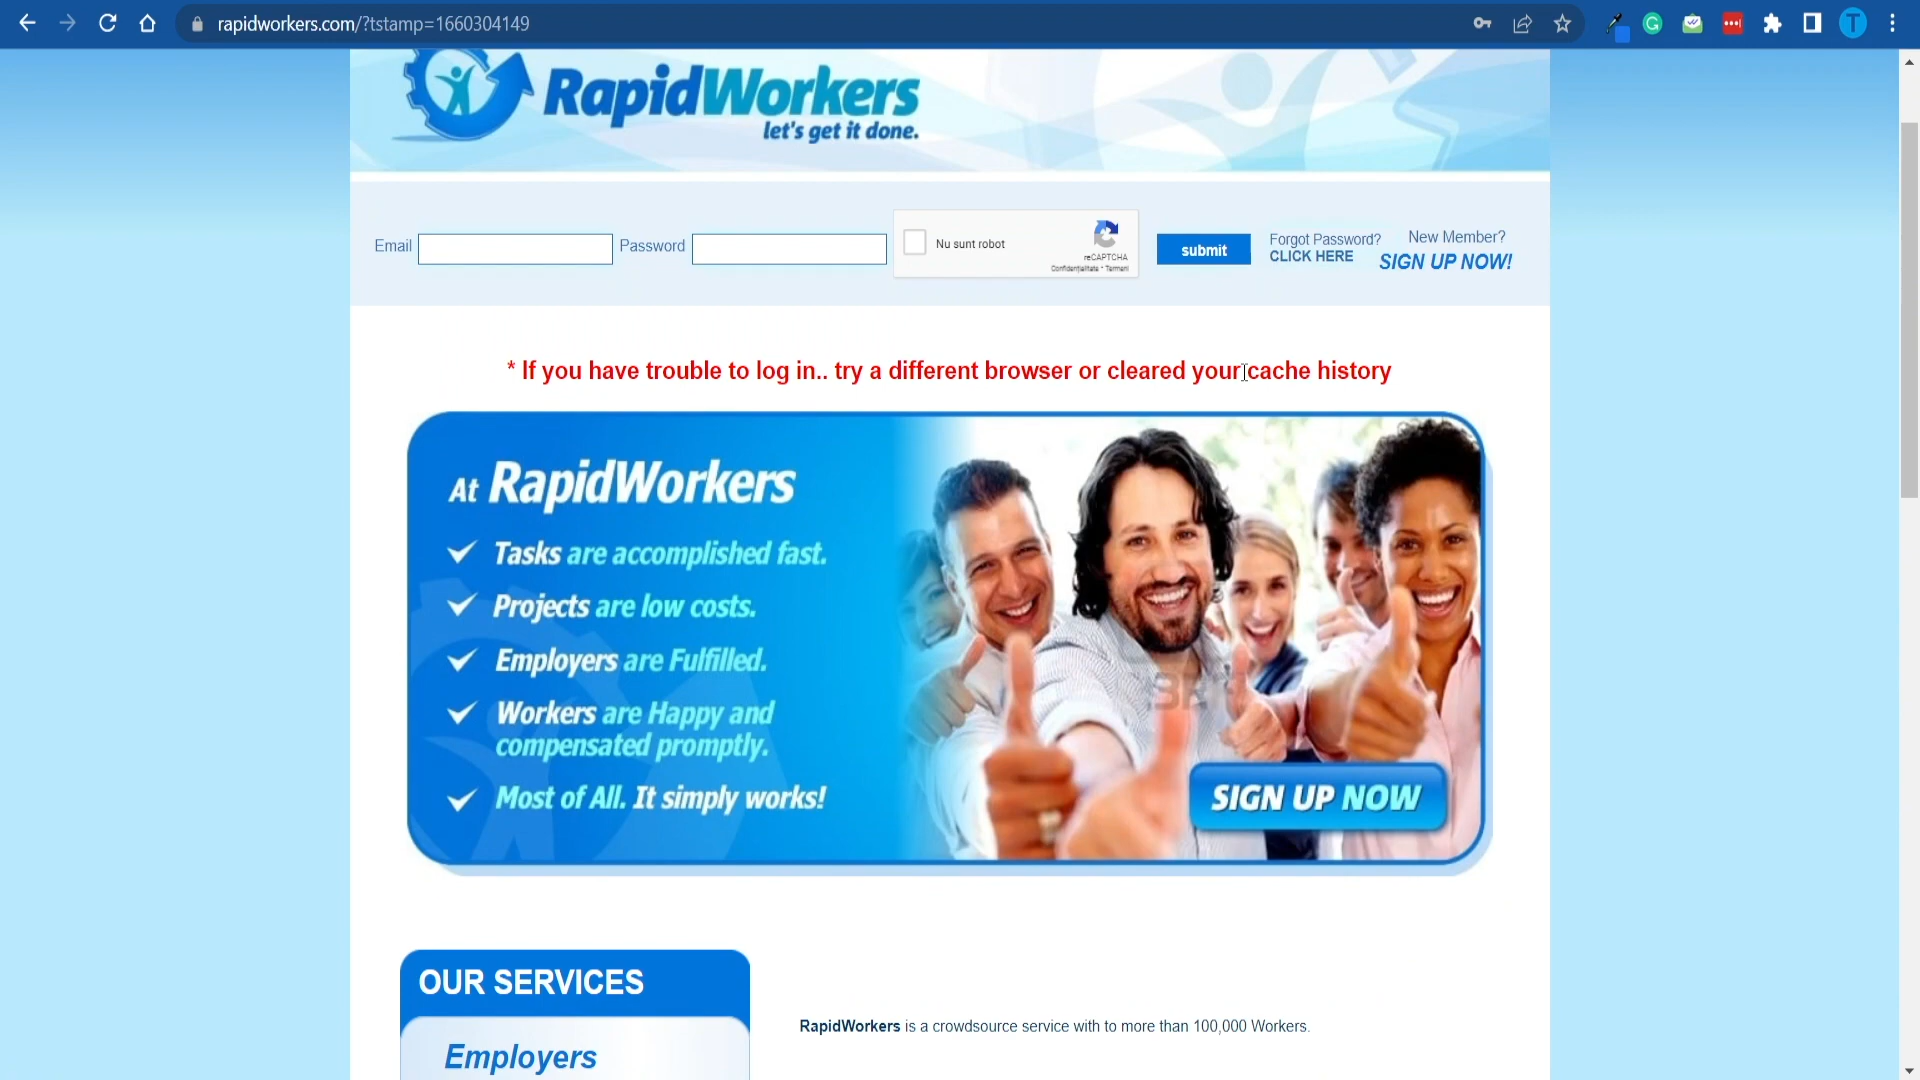 rapidworkers.com/?tstamp=1660304149
T
RapidWorkers
let's get it done.
Email
Password
Nu sunt robot
reCAPTCHA
Confidențialitate - Termeni
submit
Forgot Password?
CLICK HERE
New Member?
SIGN UP NOW!
* If you have trouble to log in.. try a different browser or cleared your cache history
At RapidWorkers
Tasks are accomplished fast.
Projects are low costs.
Employers are Fulfilled.
Workers are Happy and
compensated promptly.
Most of All. It simply works!
SIGN UP NOW
OUR SERVICES
RapidWorkers is a crowdsource service with to more than 100,000 Workers.
Employers